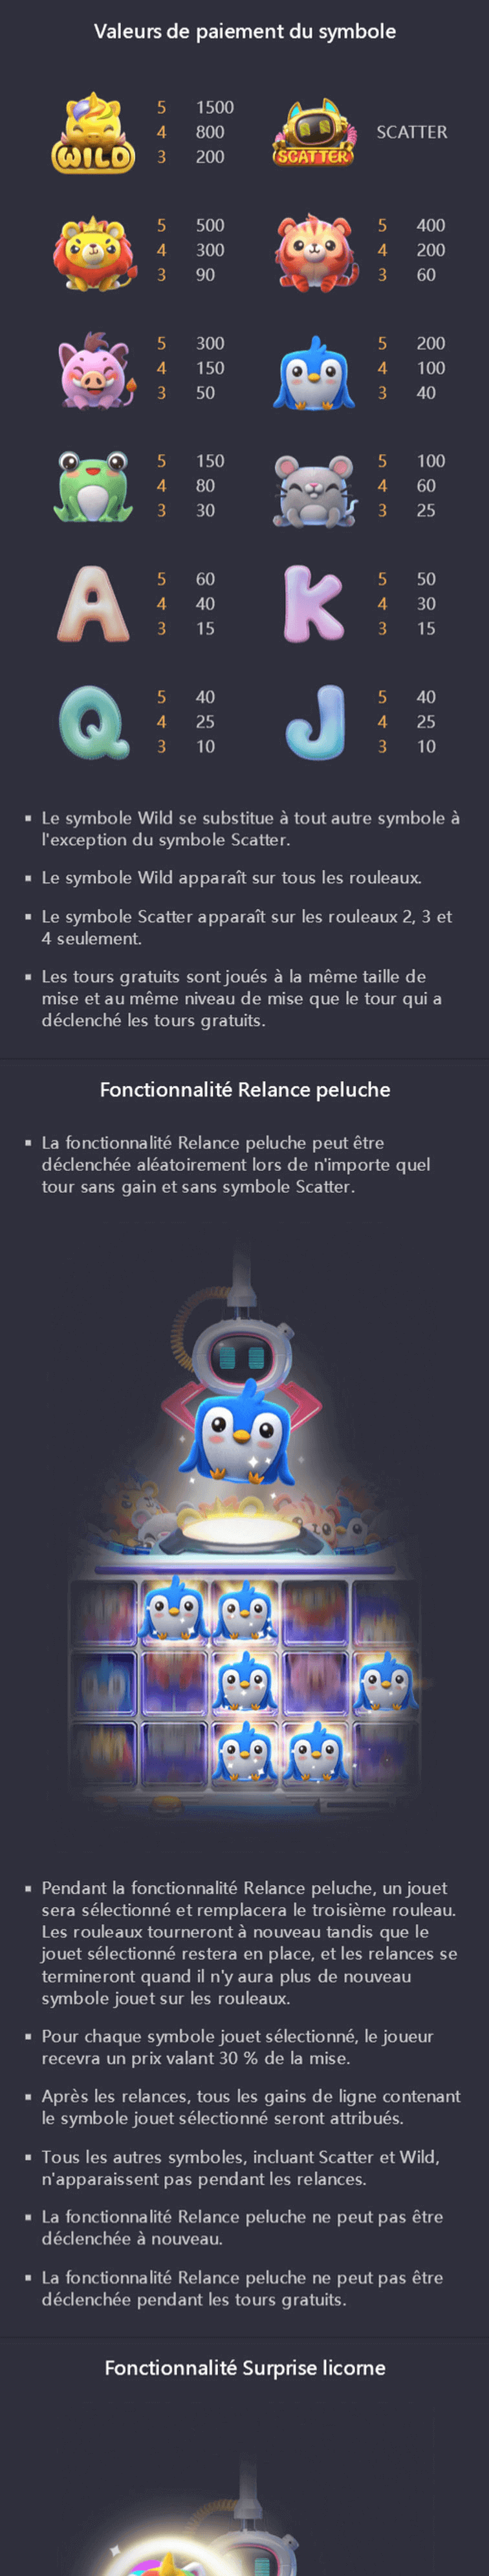 Valeurs de paiement du symbole
5 1500
4 800 SCATTER
WILD 3 200 SCATTER
5 500 5 400
4 300 4 200
3 90 3 60
5 300 5 200
4 150 4 100
3 50 3 40
5 150 5 100
4 80 4 60
3 30 3 25
5 60 5 50
A 4 40 K 4 30
3 15 3 15
5 40 5 40
Q 4 25 J 4 25
3 10 3 10
▪ Le symbole Wild se substitue à tout autre symbole à
l'exception du symbole Scatter.
▪ Le symbole Wild apparaît sur tous les rouleaux.
▪ Le symbole Scatter apparaît sur les rouleaux 2, 3 et
4 seulement.
▪ Les tours gratuits sont joués à la même taille de
mise et au même niveau de mise que le tour qui a
déclenché les tours gratuits.
Fonctionnalité Relance peluche
▪ La fonctionnalité Relance peluche peut être
déclenchée aléatoirement lors de n'importe quel
tour sans gain et sans symbole Scatter.
▪ Pendant la fonctionnalité Relance peluche, un jouet
sera sélectionné et remplacera le troisième rouleau.
Les rouleaux tourneront à nouveau tandis que le
jouet sélectionné restera en place, et les relances se
termineront quand il n'y aura plus de nouveau
symbole jouet sur les rouleaux.
▪ Pour chaque symbole jouet sélectionné, le joueur
recevra un prix valant 30 % de la mise.
▪ Après les relances, tous les gains de ligne contenant
le symbole jouet sélectionné seront attribués.
▪ Tous les autres symboles, incluant Scatter et Wild,
n'apparaissent pas pendant les relances.
▪ La fonctionnalité Relance peluche ne peut pas être
déclenchée à nouveau.
▪ La fonctionnalité Relance peluche ne peut pas être
déclenchée pendant les tours gratuits.
Fonctionnalité Surprise licorne